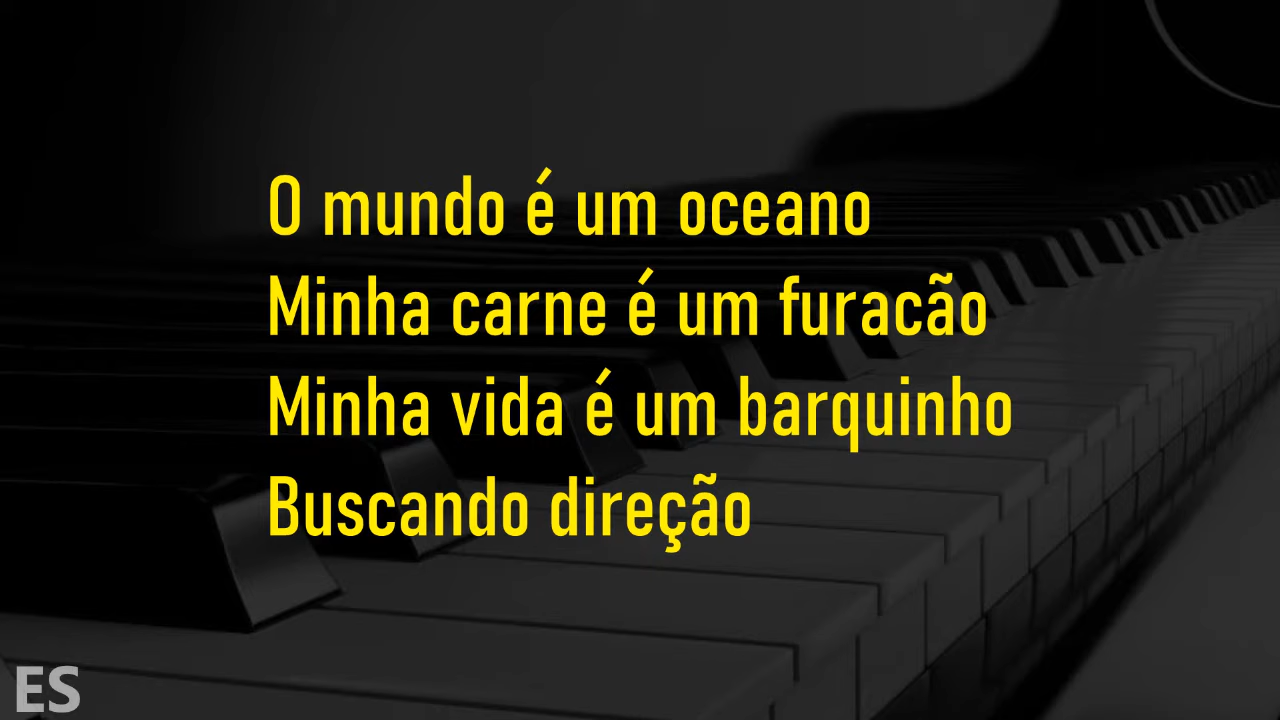 O mundo é um oceano
Minha carne é um furacão
Minha vida é um barquinho
Buscando direção
ES